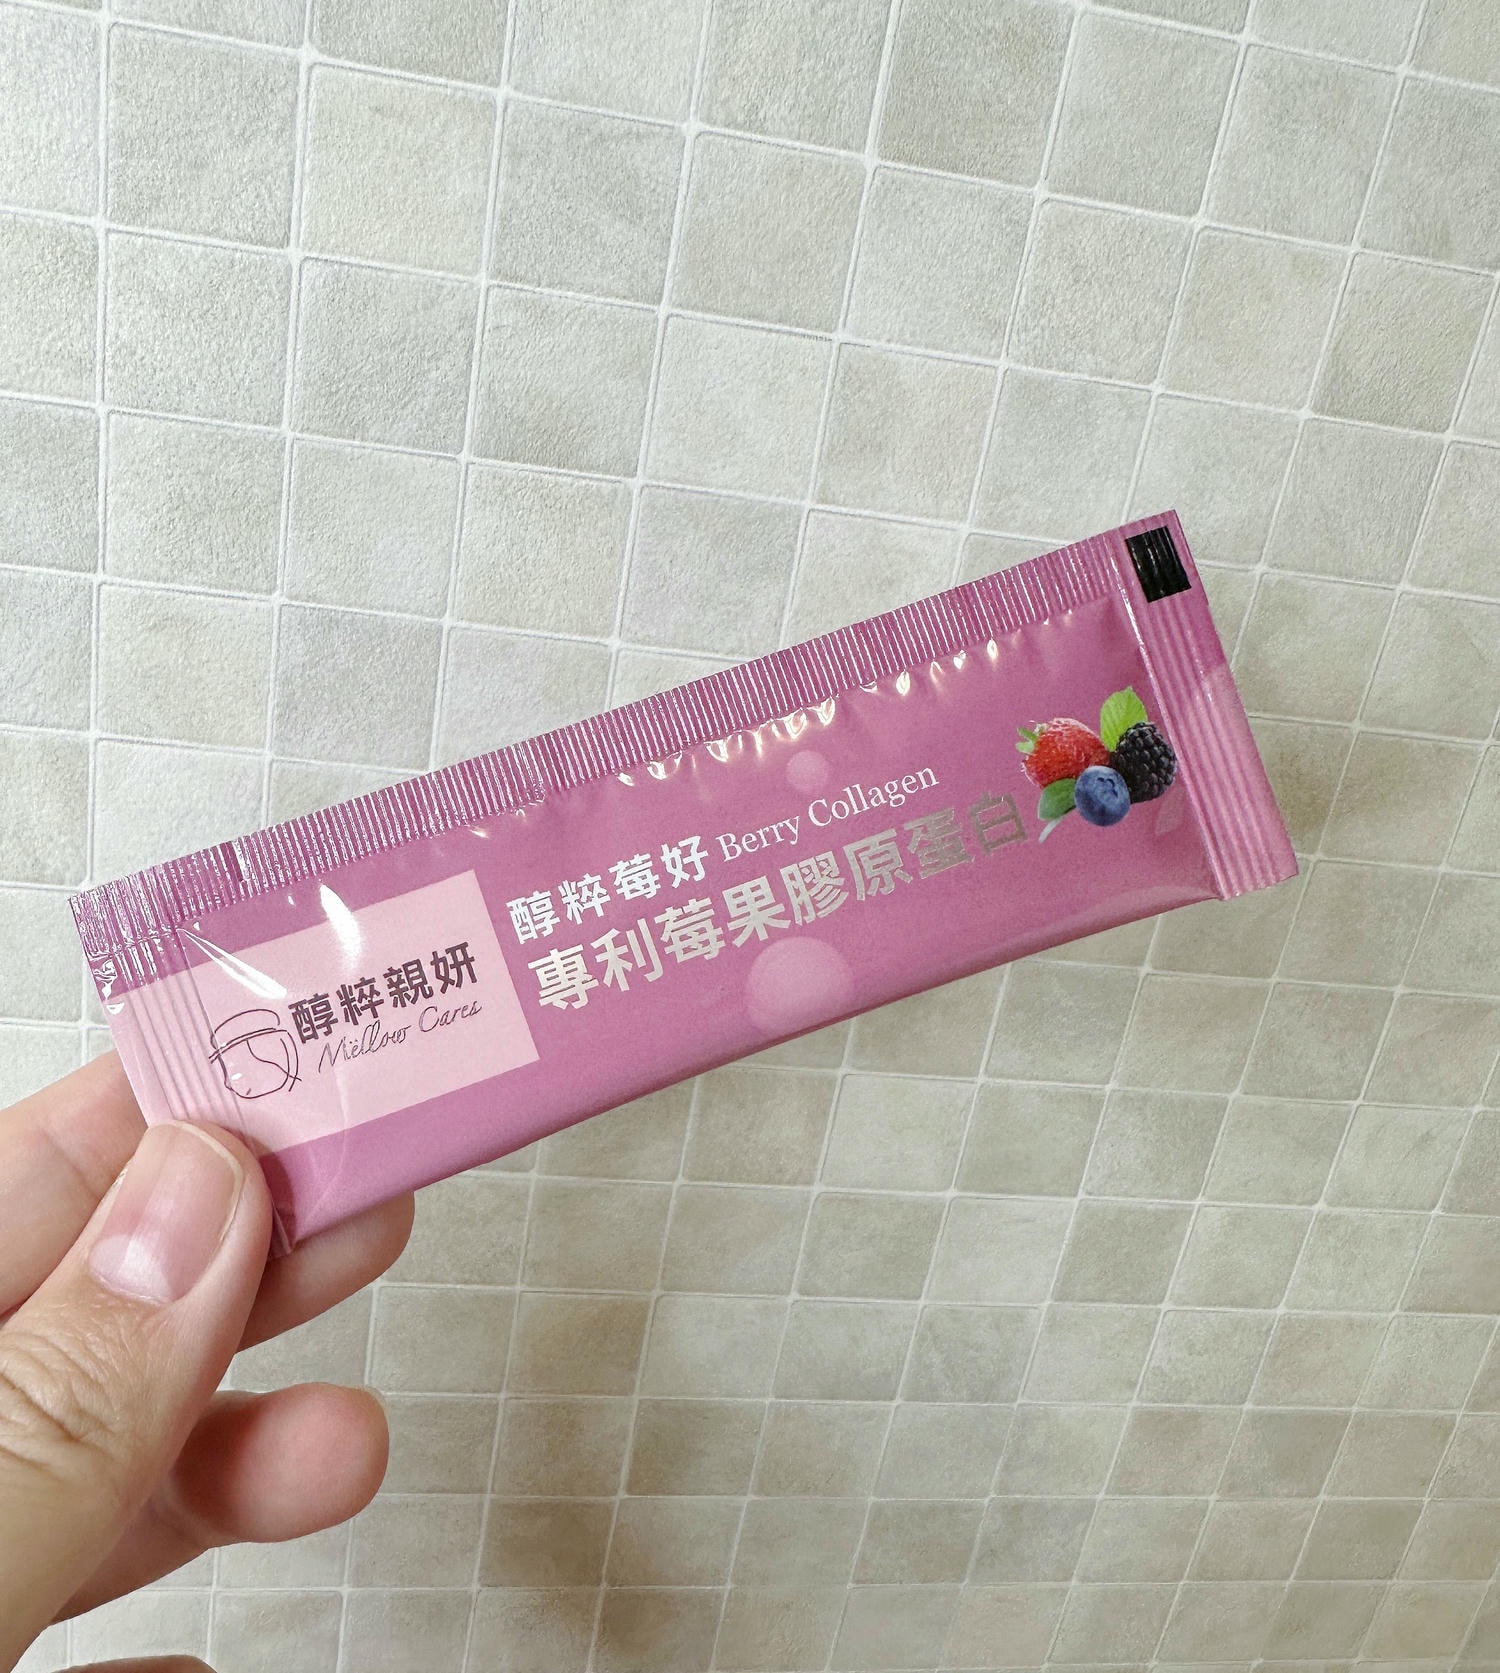 醇粹親妍
Mëllow Cares
醇粹莓好 Berry Collagen
專利莓果膠原蛋白